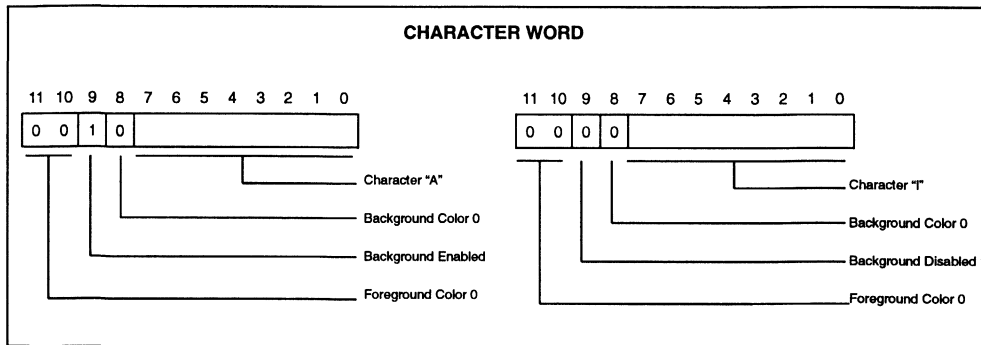 CHARACTER WORD
11 10 9 8 7 6 5 4 3 2 1 0
0 0 1 0
Character “A”
Background Color 0
Background Enabled
Foreground Color 0
11 10 9 8 7 6 5 4 3 2 1 0
0 0 0 0
Character “I”
Background Color 0
Background Disabled
Foreground Color 0